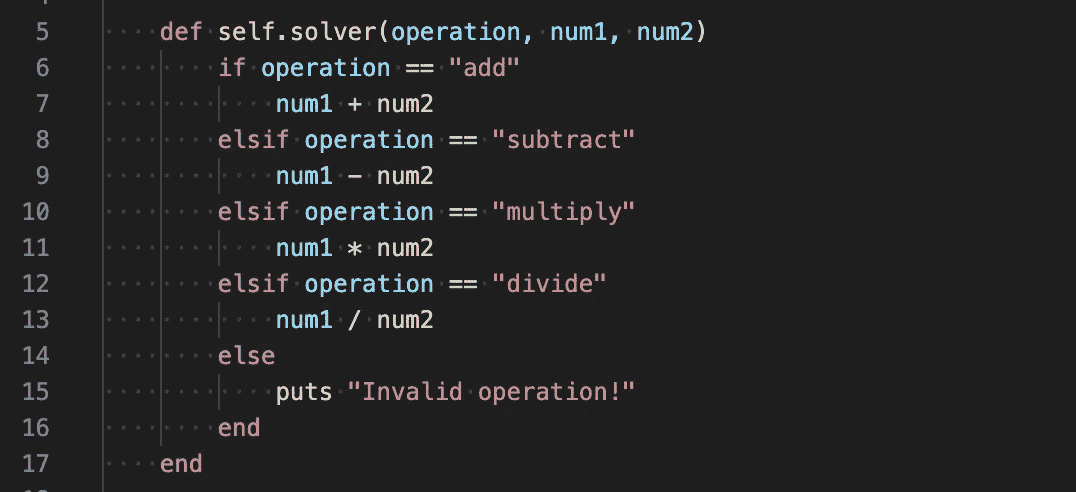 5 def self.solver(operation, num1, num2)
6 if operation == "add"
7 num1 + num2
8 elsif operation == "subtract"
9 num1 - num2
10 elsif operation == "multiply"
11 num1 * num2
12 elsif operation == "divide"
13 num1 / num2
14 else
15 puts "Invalid operation!"
16 end
17 end